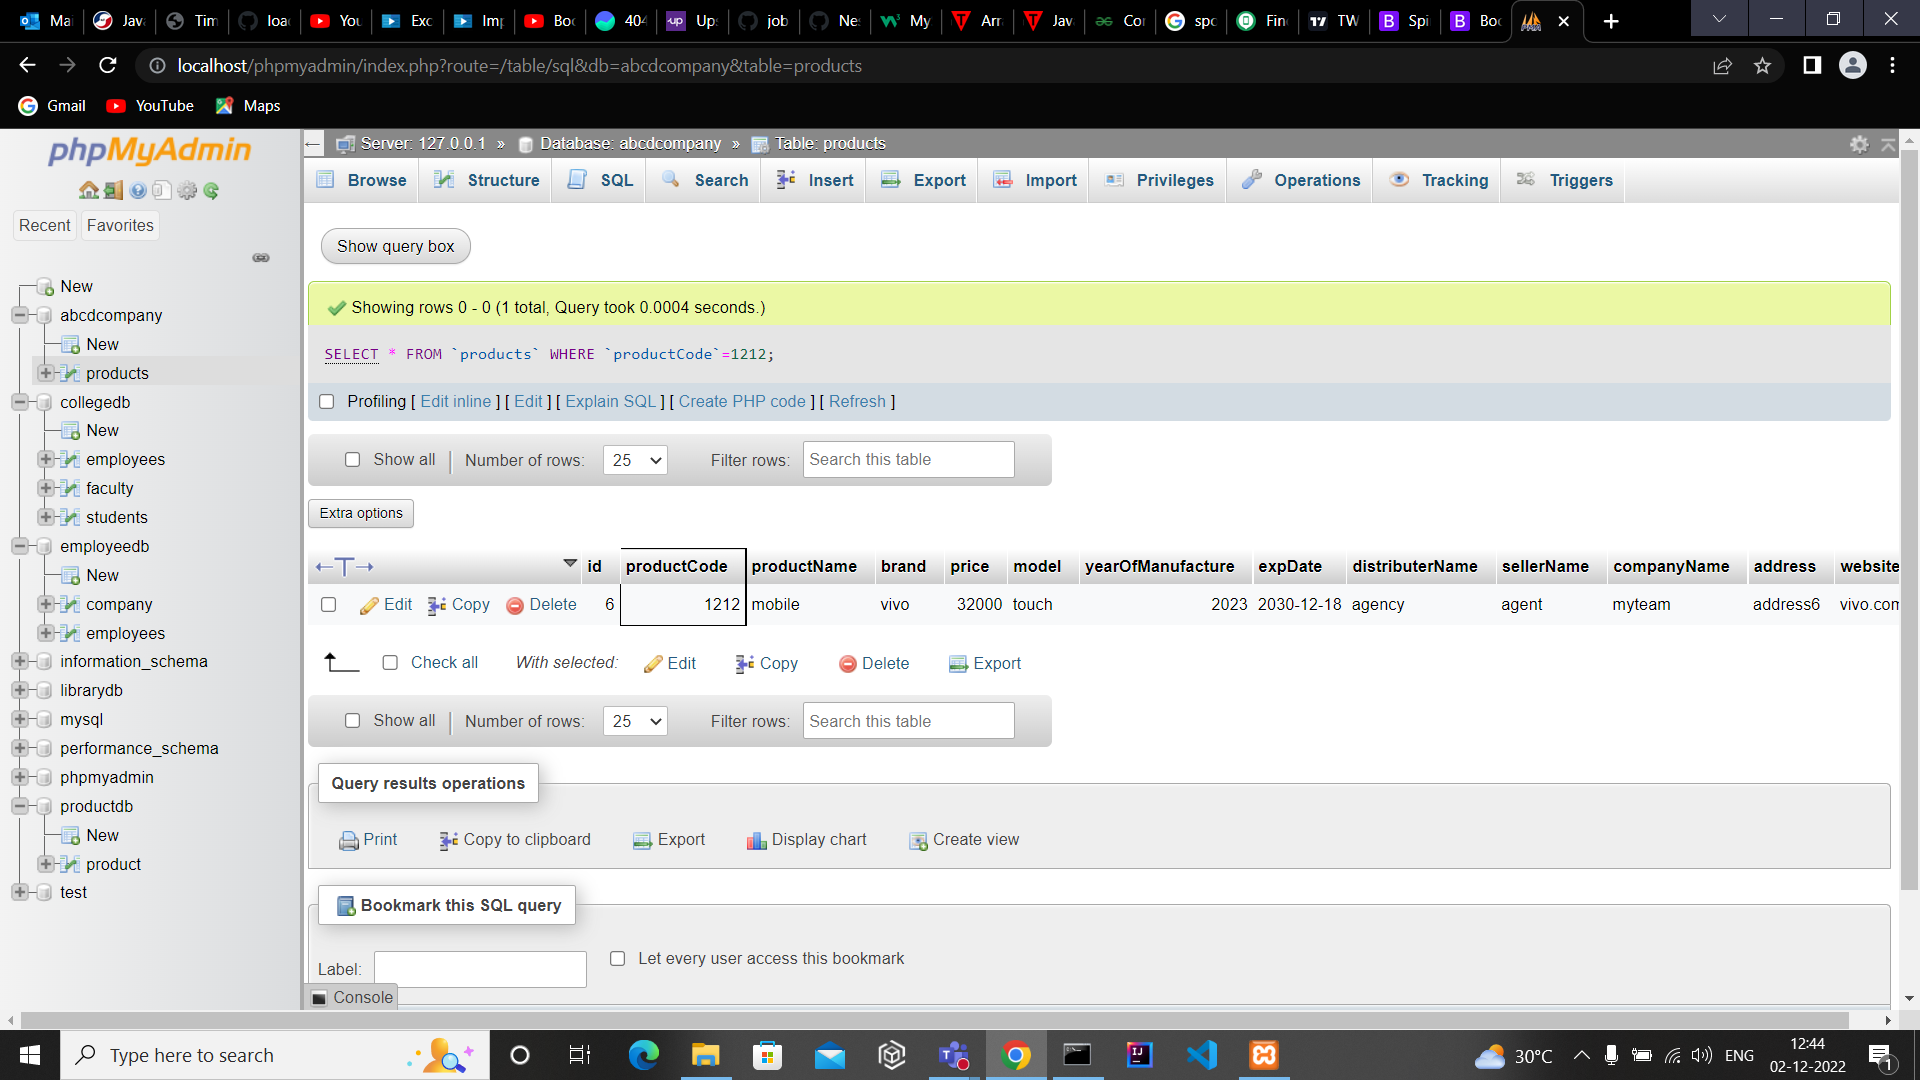 Mai
Java
Tim
load
You
Exc
Imp
Boo
404
up Ups
job
Nes
My
Arra
Java
Cor
spo
Fin
TW
B Spi
B Boo
localhost/phpmyadmin/index.php?route=/table/sql&db=abcdcompany&table=products
Gmail YouTube Maps
phpMyAdmin
Recent Favorites
New
abcdcompany
New
products
collegedb
New
employees
faculty
students
employeedb
New
company
employees
information_schema
librarydb
mysql
performance_schema
phpmyadmin
productdb
New
product
test
Server: 127.0.0.1 » Database: abcdcompany » Table: products
Browse Structure SQL Search Insert Export Import Privileges Operations Tracking Triggers
Show query box
Showing rows 0 - 0 (1 total, Query took 0.0004 seconds.)
SELECT * FROM `products` WHERE `productCode`=1212;
Profiling [ Edit inline ] [ Edit ] [ Explain SQL ] [ Create PHP code ] [ Refresh ]
Show all Number of rows: 25 Filter rows: Search this table
Extra options
←T→ id productCode productName brand price model yearOfManufacture expDate distributerName sellerName companyName address website
Edit Copy Delete 6 1212 mobile vivo 32000 touch 2023 2030-12-18 agency agent myteam address6 vivo.com
Check all With selected: Edit Copy Delete Export
Show all Number of rows: 25 Filter rows: Search this table
Query results operations
Print Copy to clipboard Export Display chart Create view
Bookmark this SQL query
Label: Let every user access this bookmark
Console
Type here to search
30°C ENG
12:44
02-12-2022
1